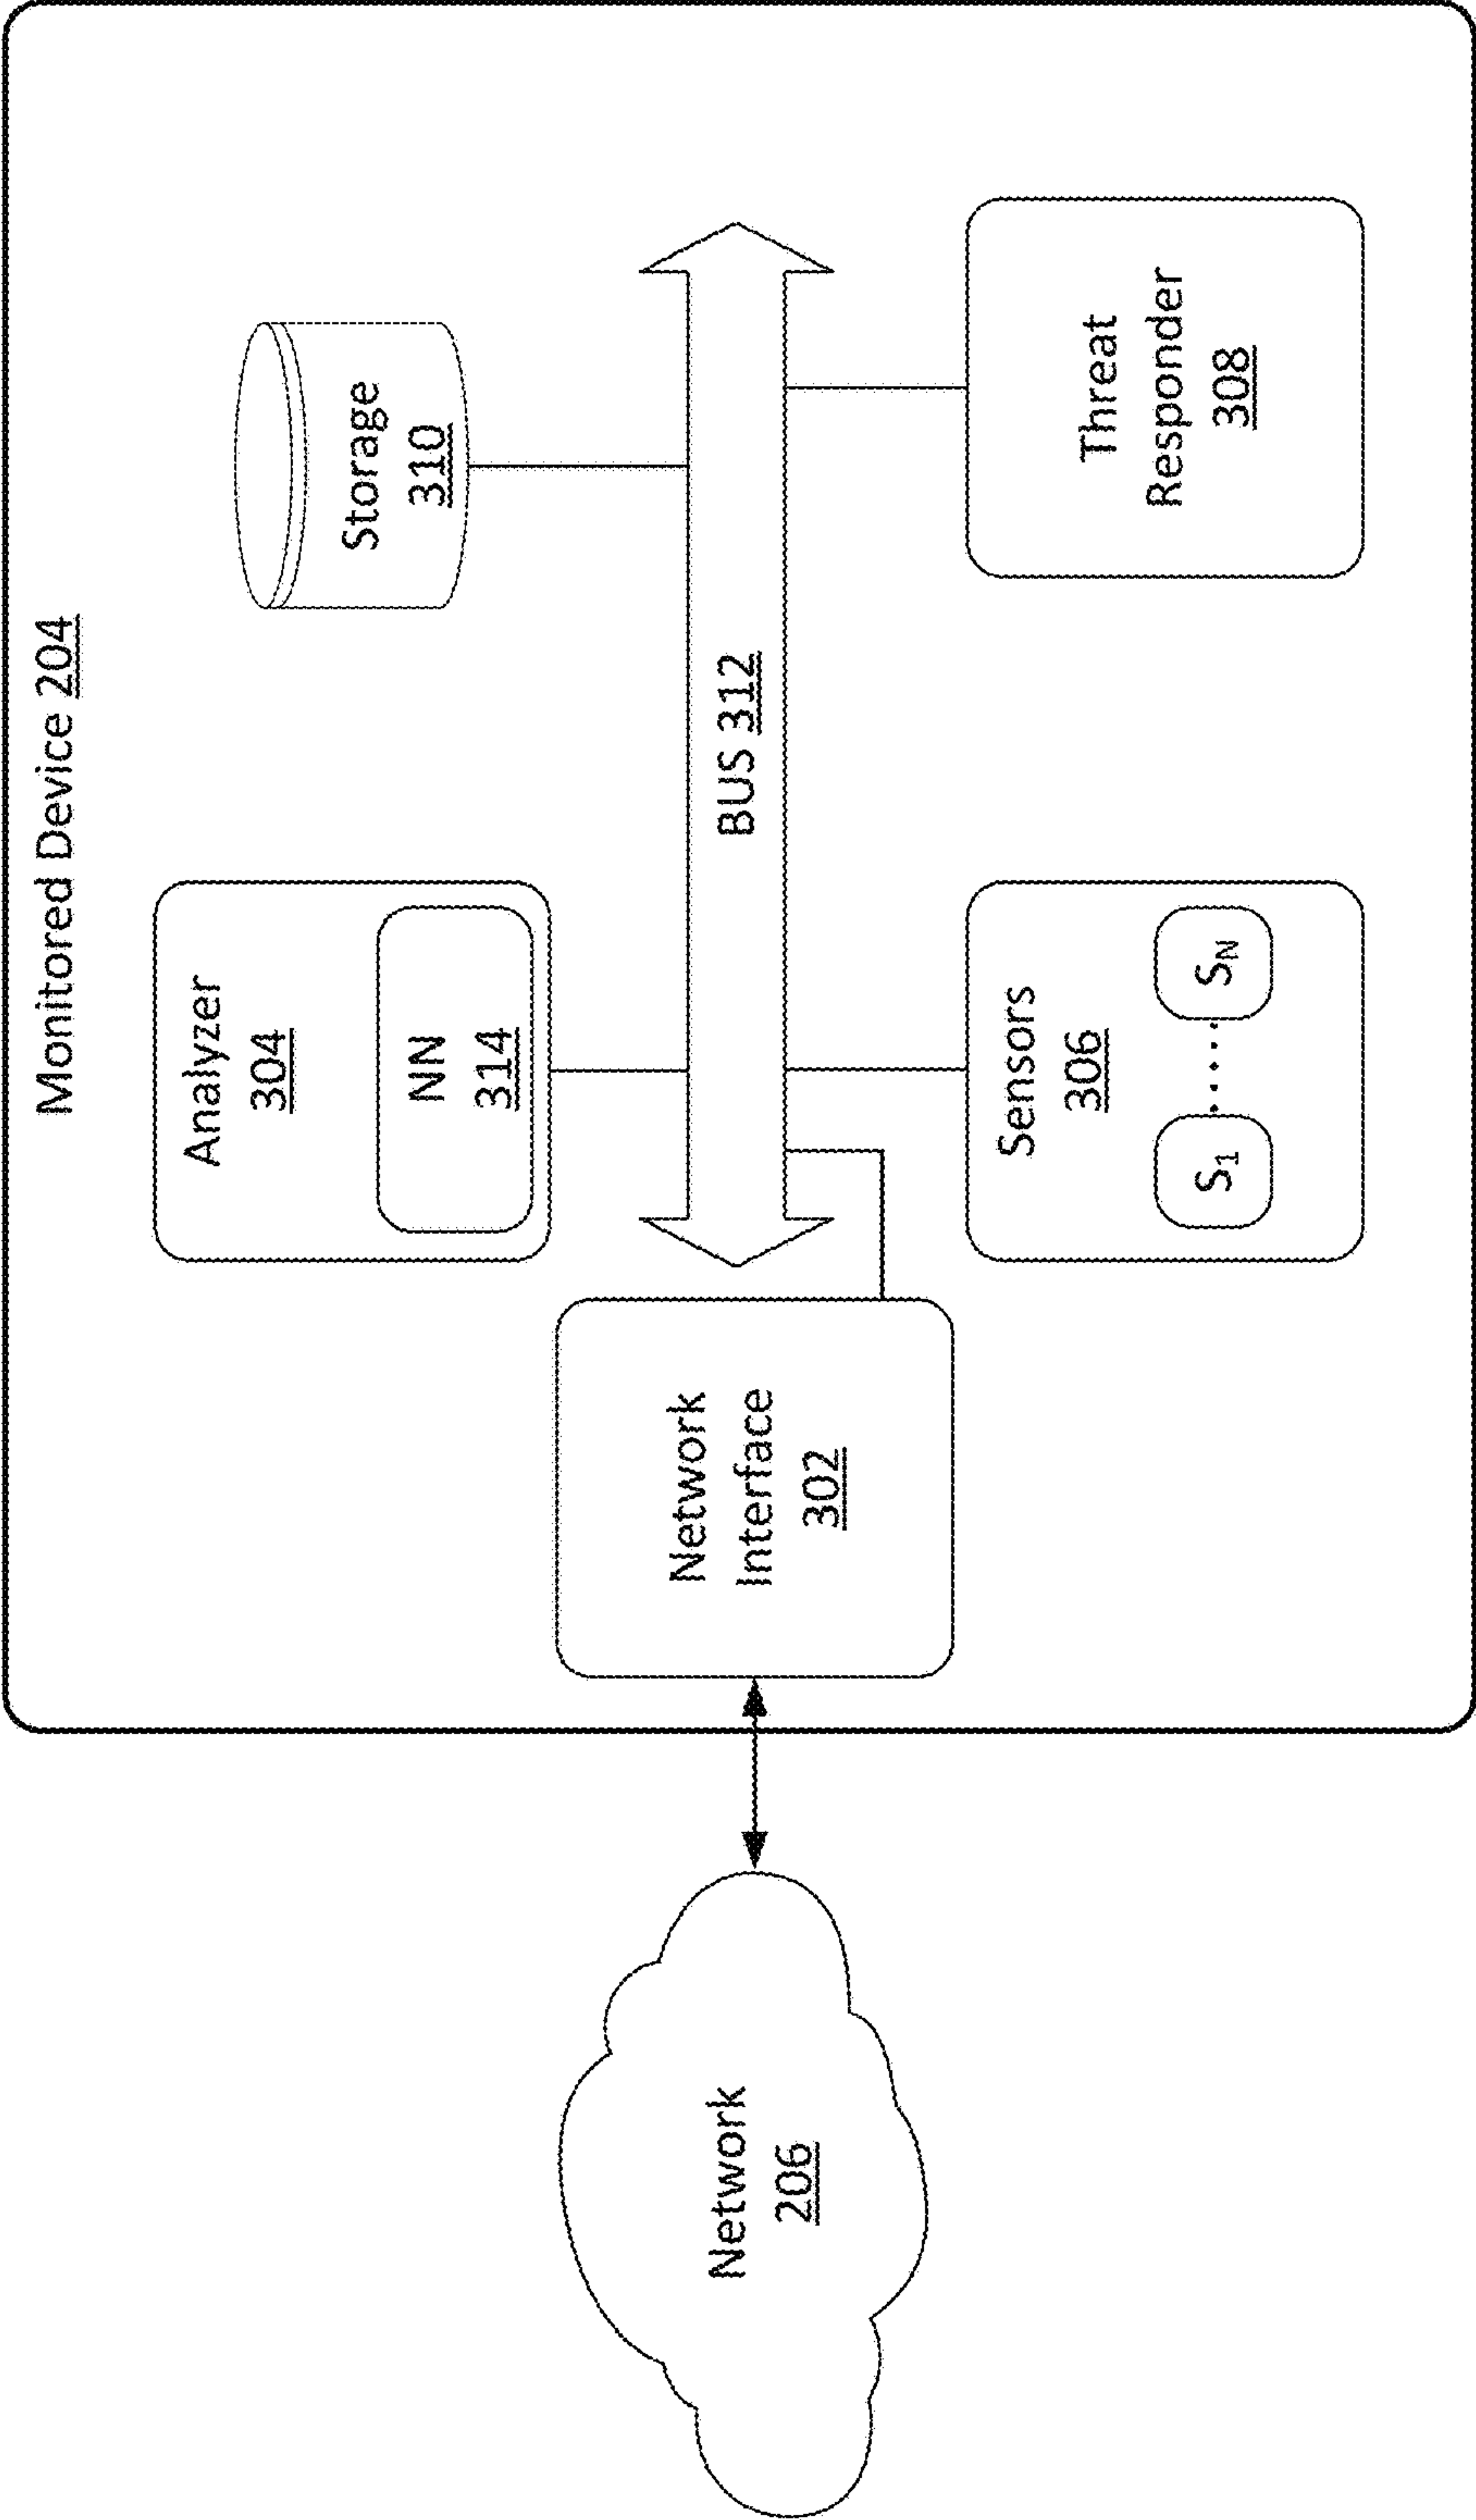 Monitored Device 204
Analyzer
304
NN
314
Storage
310
BUS 312
Network
Interface
302
Network
206
Sensors
306
S1
SN
Threat
Responder
308